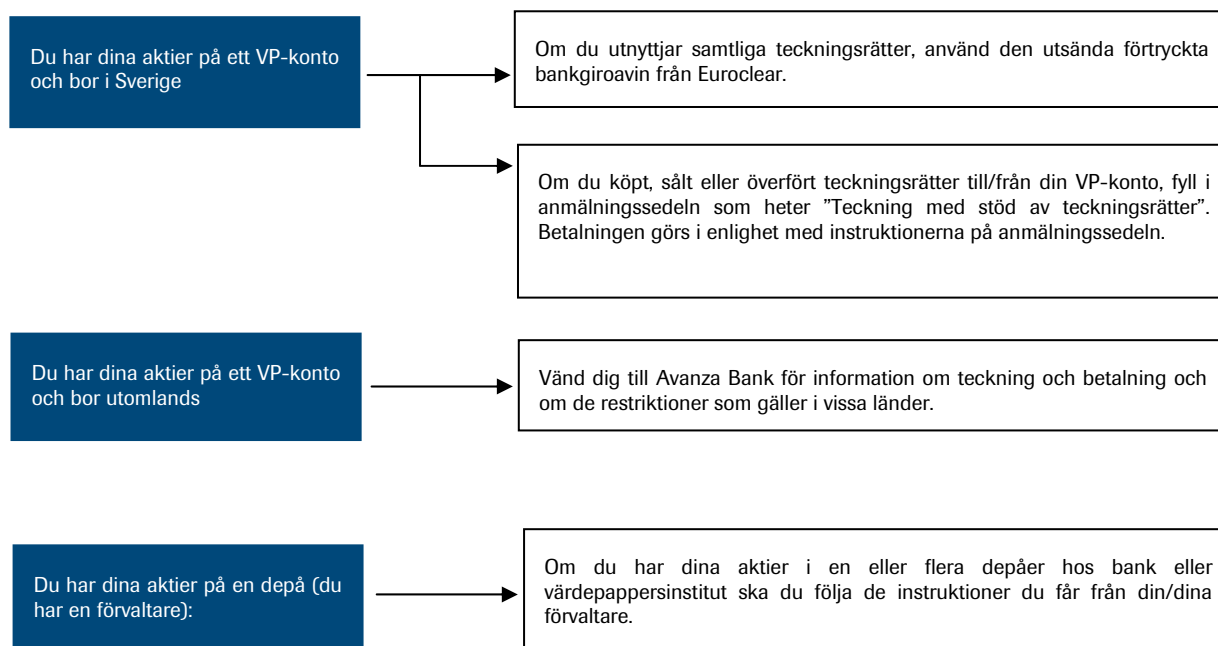 Du har dina aktier på ett VP-konto
och bor i Sverige
Om du utnyttjar samtliga teckningsrätter, använd den utsända förtryckta
bankgiroavin från Euroclear.
Om du köpt, sålt eller överfört teckningsrätter till/från din VP-konto, fyll i
anmälningssedeln som heter ”Teckning med stöd av teckningsrätter”.
Betalningen görs i enlighet med instruktionerna på anmälningssedeln.
Du har dina aktier på ett VP-konto
och bor utomlands
Vänd dig till Avanza Bank för information om teckning och betalning och
om de restriktioner som gäller i vissa länder.
Du har dina aktier på en depå (du
har en förvaltare):
Om du har dina aktier i en eller flera depåer hos bank eller
värdepappersinstitut ska du följa de instruktioner du får från din/dina
förvaltare.